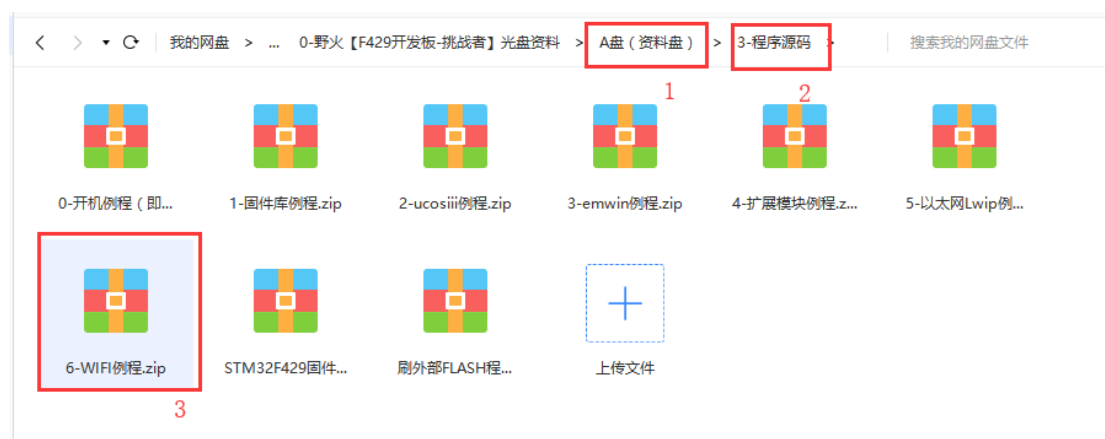 我的网盘 > ... 0-野火【F429开发板-挑战者】光盘资料 > A盘（资料盘） > 3-程序源码 > 搜索我的网盘文件
1 2
0-开机例程（即... 1-固件库例程.zip 2-ucosiii例程.zip 3-emwin例程.zip 4-扩展模块例程.z... 5-以太网Lwip例...
6-WIFI例程.zip STM32F429固件... 刷外部FLASH程... 上传文件
3